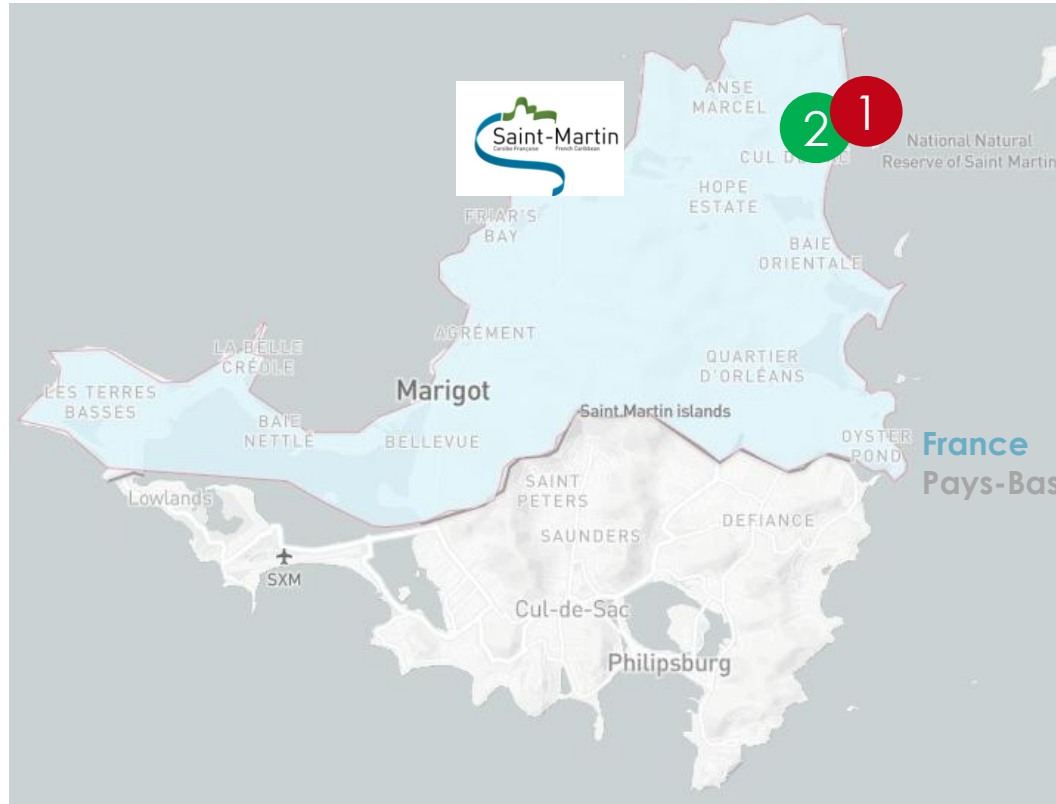 ANSE
MARCEL
1
2
National Natural
Reserve of Saint Martin
CUL DE
Saint-Martin
Caraïbe Française French Caribbean
HOPE
ESTATE
FRIAR'S
BAY
BAIE
ORIENTALE
AGRÉMENT
LA BELLE
CRÉOLE
QUARTIER
D'ORLÉANS
LES TERRES
BASSES
Marigot
Saint Martin islands
BAIE
NETTLÉ
BELLEVUE
OYSTER
POND
France
Pays-Bas
SAINT
PETERS
Lowlands
DEFIANCE
SAUNDERS
SXM
Cul-de-Sac
Philipsburg